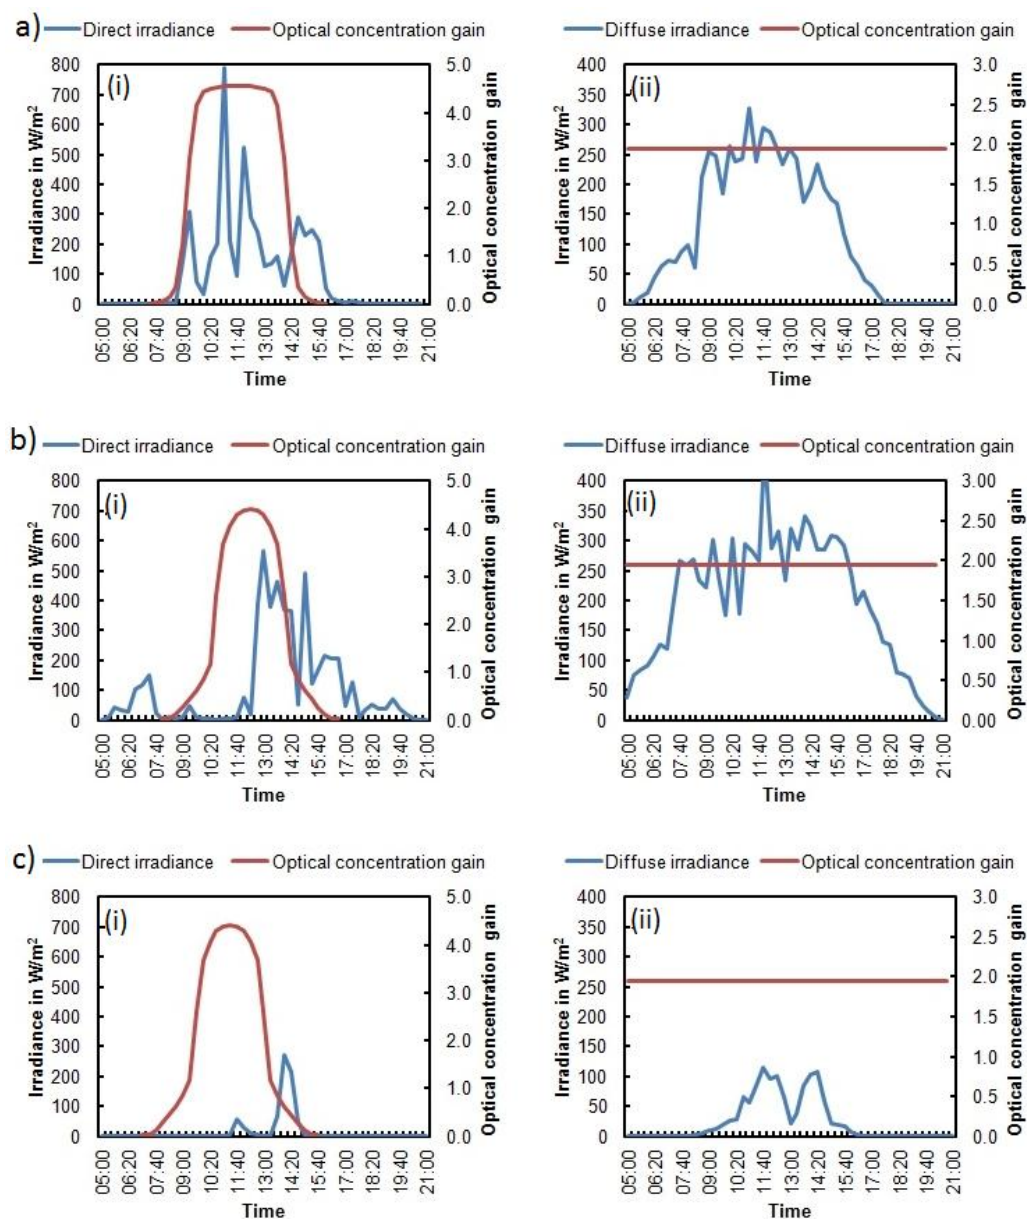 a)
Direct irradiance Optical concentration gain
Diffuse irradiance Optical concentration gain
(i)
Irradiance in W/m²
800
700
600
500
400
300
200
100
0
5.0
4.0
3.0
2.0
1.0
0.0
Optical concentration gain
05:00 06:20 07:40 09:00 10:20 11:40 13:00 14:20 15:40 17:00 18:20 19:40 21:00
Time
(ii)
Irradiance in W/m²
400
350
300
250
200
150
100
50
0
3.0
2.5
2.0
1.5
1.0
0.5
0.0
Optical concentration gain
05:00 06:20 07:40 09:00 10:20 11:40 13:00 14:20 15:40 17:00 18:20 19:40 21:00
Time
b)
Direct irradiance Optical concentration gain
Diffuse irradiance Optical concentration gain
(i)
Irradiance in W/m²
800
700
600
500
400
300
200
100
0
5.0
4.0
3.0
2.0
1.0
0.0
Optical concentration gain
05:00 06:20 07:40 09:00 10:20 11:40 13:00 14:20 15:40 17:00 18:20 19:40 21:00
Time
(ii)
Irradiance in W/m²
400
350
300
250
200
150
100
50
0
3.00
2.50
2.00
1.50
1.00
0.50
0.00
Optical concentration gain
05:00 06:20 07:40 09:00 10:20 11:40 13:00 14:20 15:40 17:00 18:20 19:40 21:00
Time
c)
Direct irradiance Optical concentration gain
Diffuse irradiance Optical concentration gain
(i)
Irradiance in W/m²
800
700
600
500
400
300
200
100
0
5.0
4.0
3.0
2.0
1.0
0.0
Optical concentration gain
05:00 06:20 07:40 09:00 10:20 11:40 13:00 14:20 15:40 17:00 18:20 19:40 21:00
Time
(ii)
Irradiance in W/m²
400
350
300
250
200
150
100
50
0
3.0
2.5
2.0
1.5
1.0
0.5
0.0
Optical concentration gain
05:00 06:20 07:40 09:00 10:20 11:40 13:00 14:20 15:40 17:00 18:20 19:40 21:00
Time